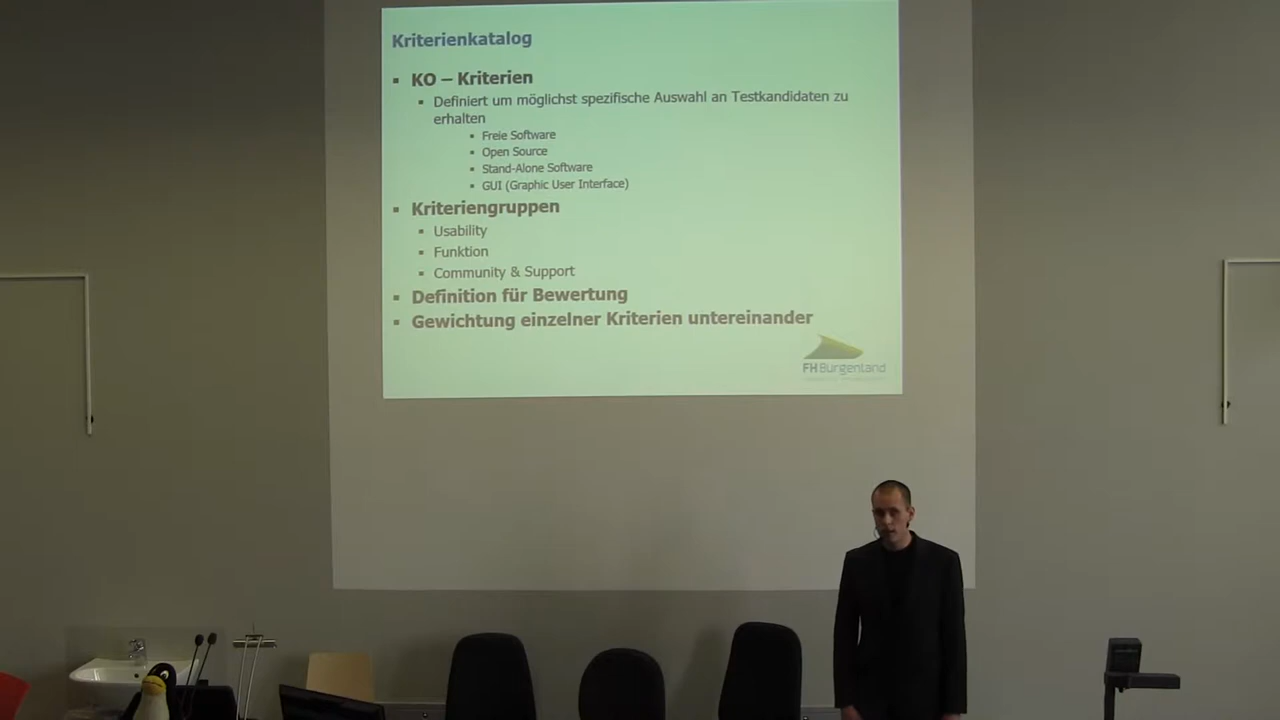 Kriterienkatalog
▪ KO – Kriterien
▪ Definiert um möglichst spezifische Auswahl an Testkandidaten zu
erhalten
▪ Freie Software
▪ Open Source
▪ Stand-Alone Software
▪ GUI (Graphic User Interface)
▪ Kriteriengruppen
▪ Usability
▪ Funktion
▪ Community & Support
▪ Definition für Bewertung
▪ Gewichtung einzelner Kriterien untereinander
FH Burgenland